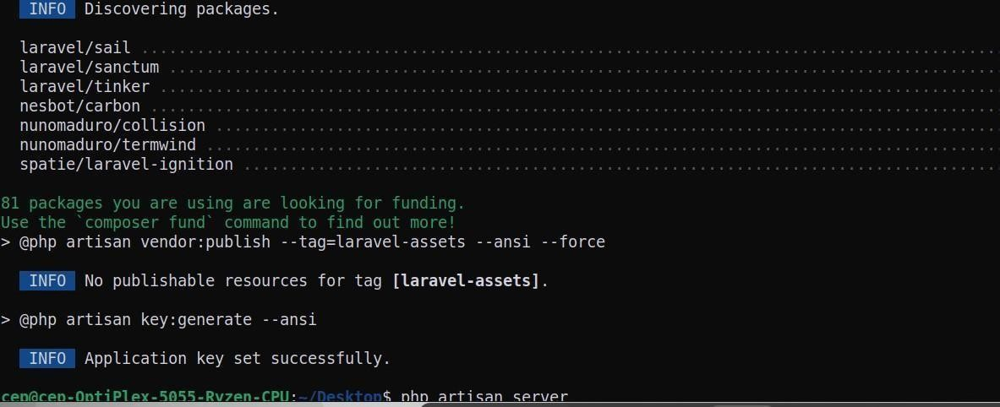 INFO Discovering packages.
laravel/sail ........................................................................................
laravel/sanctum .....................................................................................
laravel/tinker ......................................................................................
nesbot/carbon .......................................................................................
nunomaduro/collision ................................................................................
nunomaduro/termwind .................................................................................
spatie/laravel-ignition .............................................................................
81 packages you are using are looking for funding.
Use the `composer fund` command to find out more!
> @php artisan vendor:publish --tag=laravel-assets --ansi --force
INFO No publishable resources for tag [laravel-assets].
> @php artisan key:generate --ansi
INFO Application key set successfully.
cep@cep-OptiPlex-5055-Ryzen-CPU:~/Desktop$ php artisan server